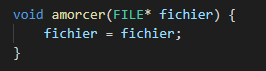 void amorcer(FILE* fichier) {
    fichier = fichier;
}